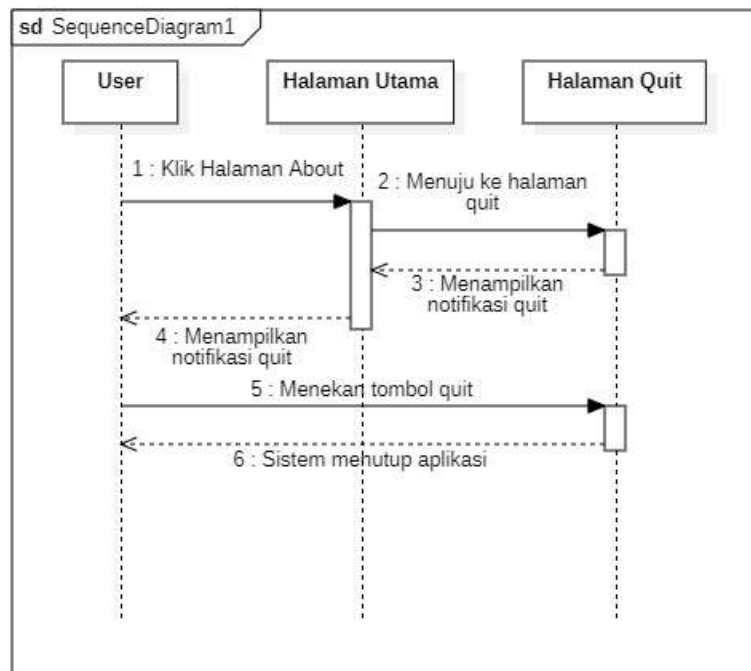 sd SequenceDiagram1
User
Halaman Utama
Halaman Quit
1 : Klik Halaman About
2 : Menuju ke halaman
quit
3 : Menampilkan
notifikasi quit
4 : Menampilkan
notifikasi quit
5 : Menekan tombol quit
6 : Sistem mehutup aplikasi